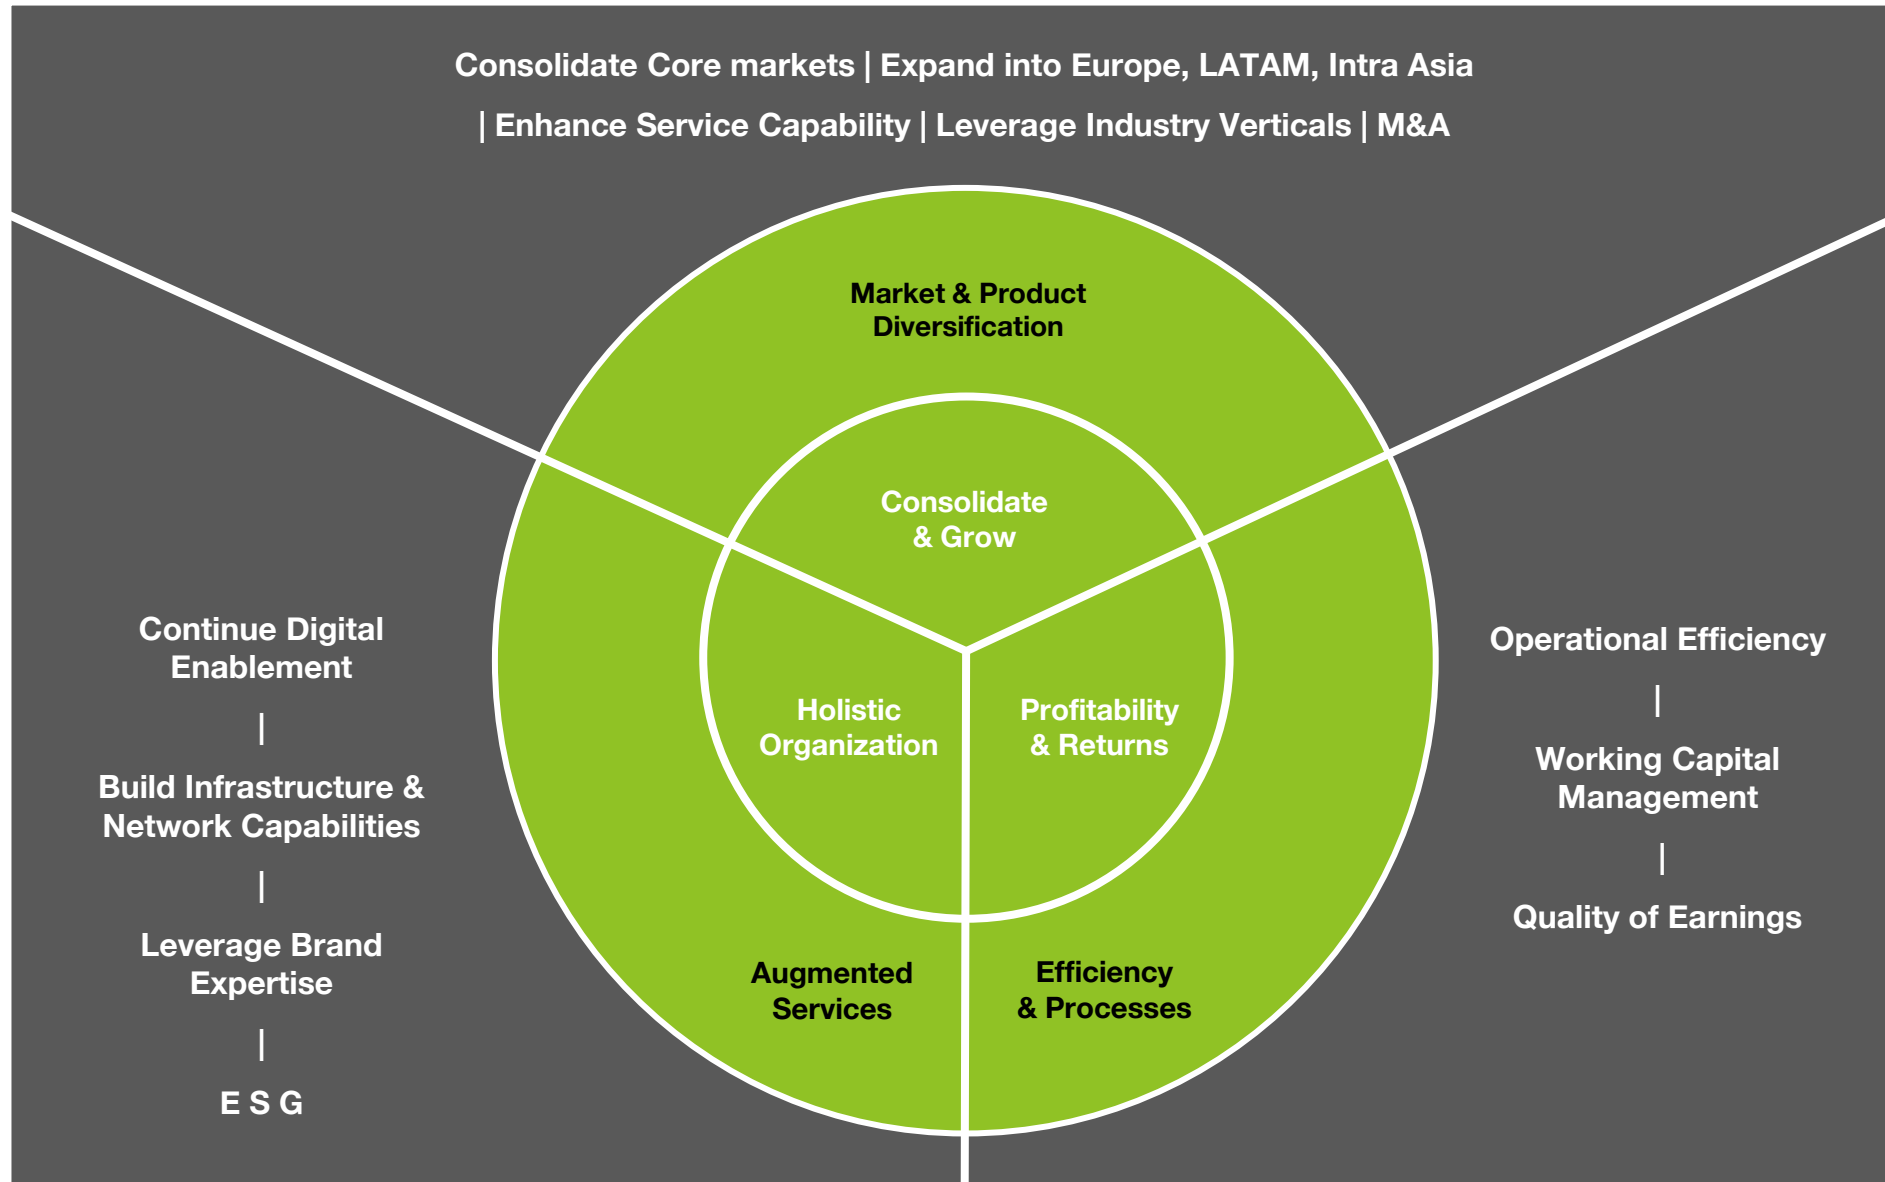 Consolidate Core markets | Expand into Europe, LATAM, Intra Asia
| Enhance Service Capability | Leverage Industry Verticals | M&A
Market & Product
Diversification
Consolidate
& Grow
Holistic
Organization
Profitability
& Returns
Augmented
Services
Efficiency
& Processes
Continue Digital
Enablement
|
Build Infrastructure &
Network Capabilities
|
Leverage Brand
Expertise
|
E S G
Operational Efficiency
|
Working Capital
Management
|
Quality of Earnings